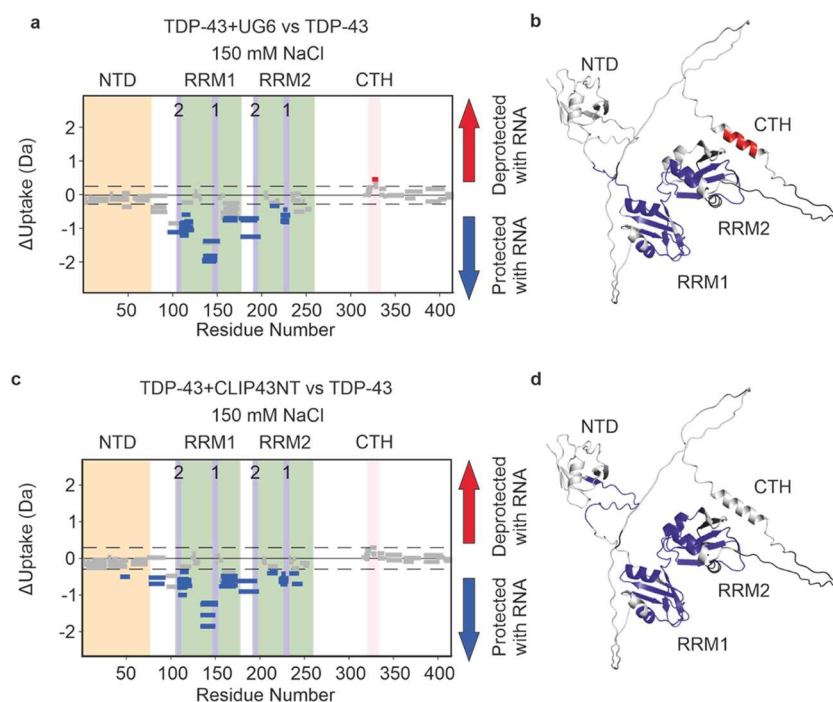 a
TDP-43+UG6 vs TDP-43
150 mM NaCl
NTD RRM1 RRM2 CTH
2 1 2 1
2
1
0
-1
-2
ΔUptake (Da)
50 100 150 200 250 300 350 400
Residue Number
Deprotected with RNA
Protected with RNA
b
NTD
CTH
RRM2
RRM1
c
TDP-43+CLIP43NT vs TDP-43
150 mM NaCl
NTD RRM1 RRM2 CTH
2 1 2 1
2
1
0
-1
-2
ΔUptake (Da)
50 100 150 200 250 300 350 400
Residue Number
Deprotected with RNA
Protected with RNA
d
NTD
CTH
RRM2
RRM1